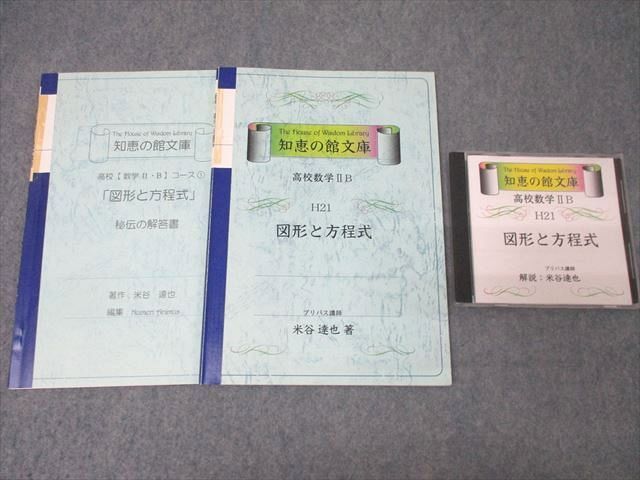 The House of Wisdom Library
知恵の館文庫
高校【数学Ⅱ・B】コース①
「図形と方程式」
秘伝の解答書
著作 米谷 達也
編集
The House of Wisdom Library
知恵の館文庫
高校数学ⅡB
H21
図形と方程式
プリパス講師
米谷 達也 著
The House of Wisdom Library
知恵の館文庫
高校数学ⅡB
H21
図形と方程式
プリパス講師
解説：米谷達也